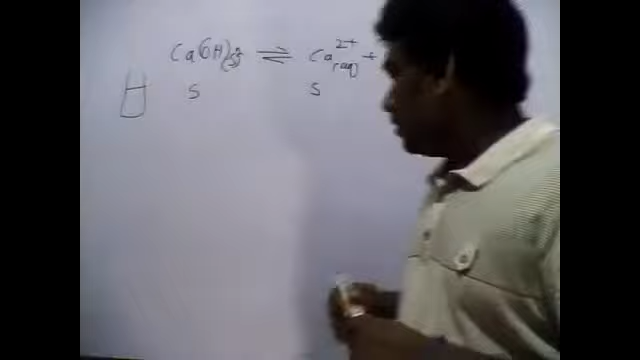 Ca(OH)₂(s) ⇌ Ca²⁺(aq) +
S S